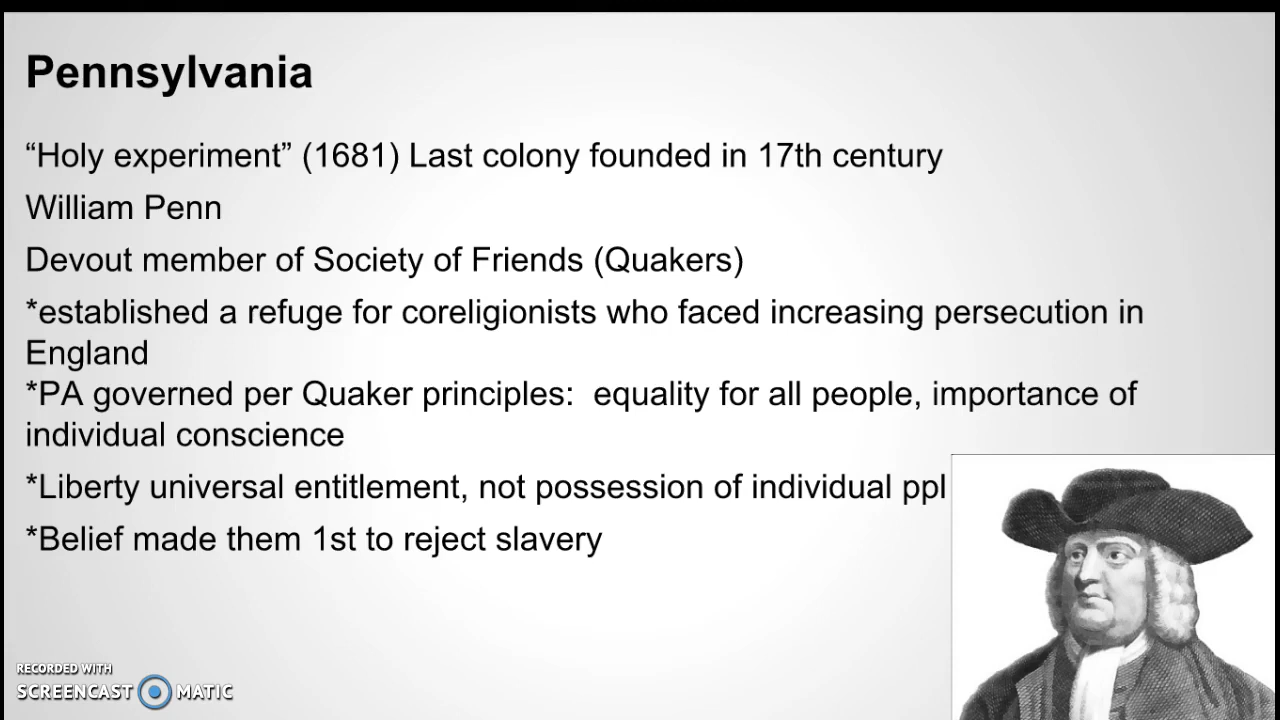 Pennsylvania
“Holy experiment” (1681) Last colony founded in 17th century
William Penn
Devout member of Society of Friends (Quakers)
*established a refuge for coreligionists who faced increasing persecution in
England
*PA governed per Quaker principles:  equality for all people, importance of
individual conscience
*Liberty universal entitlement, not possession of individual ppl
*Belief made them 1st to reject slavery
RECORDED WITH
SCREENCAST MATIC